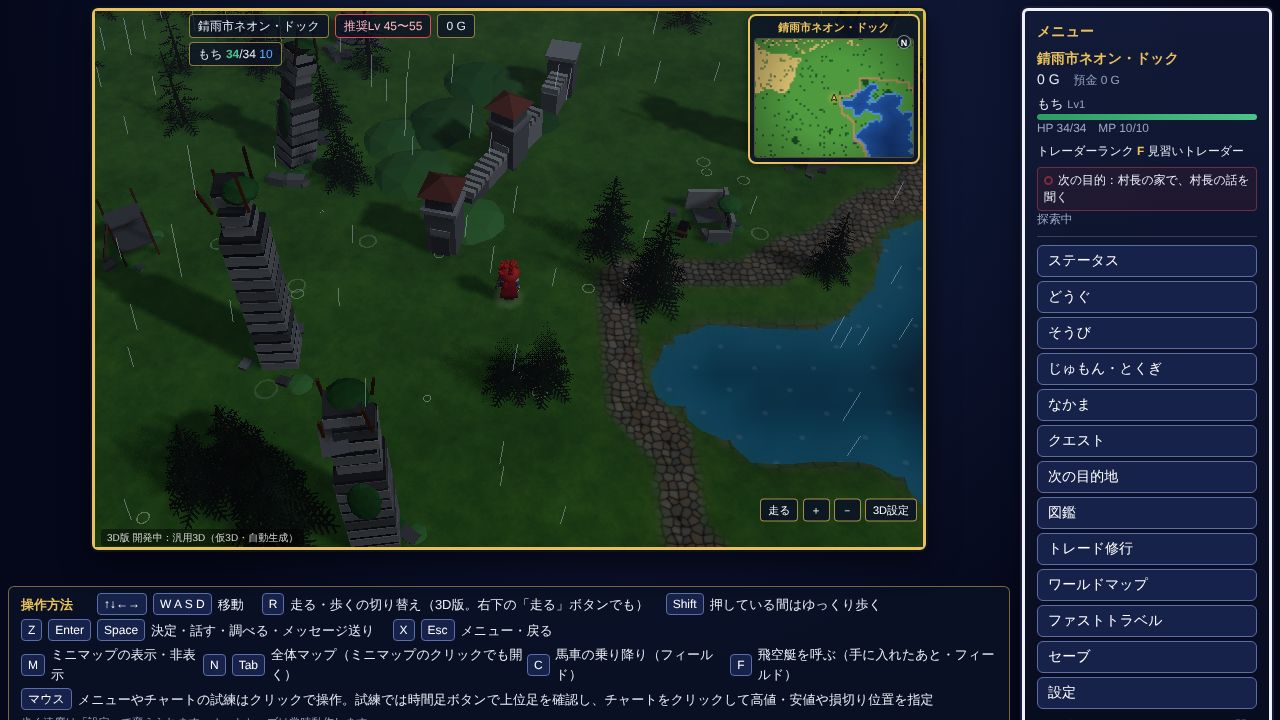 錆雨市ネオン・ドック
推奨Lv 45〜55
0 G
もち 34/34 10
錆雨市ネオン・ドック
N
走る
+
－
3D設定
3D版 開発中：汎用3D（仮3D・自動生成）
メニュー
錆雨市ネオン・ドック
0 G 預金 0 G
もち Lv1
HP 34/34 MP 10/10
トレーダーランク F 見習いトレーダー
次の目的：村長の家で、村長の話を
聞く
探索中
ステータス
どうぐ
そうび
じゅもん・とくぎ
なかま
クエスト
次の目的地
図鑑
トレード修行
ワールドマップ
ファストトラベル
セーブ
設定
操作方法 ↑↓←→ W A S D 移動 R 走る・歩くの切り替え（3D版。右下の「走る」ボタンでも） Shift 押している間はゆっくり歩く
Z Enter Space 決定・話す・調べる・メッセージ送り X Esc メニュー・戻る
M ミニマップの表示・非表示 N Tab 全体マップ（ミニマップのクリックでも開く） C 馬車の乗り降り（フィールド） F 飛空艇を呼ぶ（手に入れたあと・フィールド）
マウス メニューやチャートの試練はクリックで操作。試練では時間足ボタンで上位足を確認し、チャートをクリックして高値・安値や損切り位置を指定